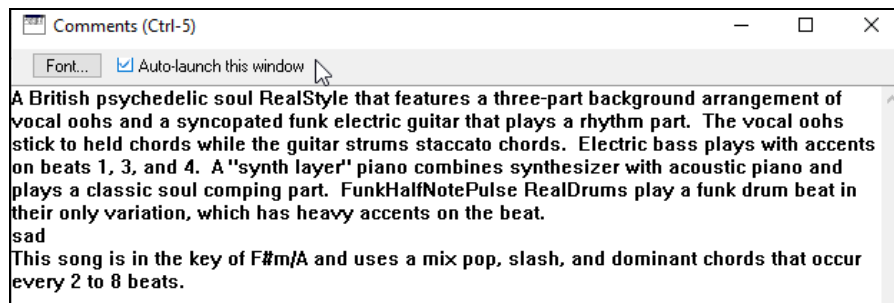 Comments (Ctrl-5)
Font... Auto-launch this window
A British psychedelic soul RealStyle that features a three-part background arrangement of
vocal oohs and a syncopated funk electric guitar that plays a rhythm part.  The vocal oohs
stick to held chords while the guitar strums staccato chords.  Electric bass plays with accents
on beats 1, 3, and 4.  A "synth layer" piano combines synthesizer with acoustic piano and
plays a classic soul comping part.  FunkHalfNotePulse RealDrums play a funk drum beat in
their only variation, which has heavy accents on the beat.
sad
This song is in the key of F#m/A and uses a mix pop, slash, and dominant chords that occur
every 2 to 8 beats.